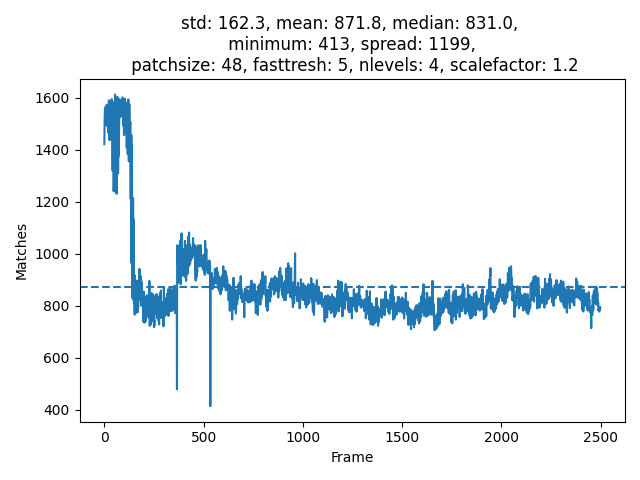 std: 162.3, mean: 871.8, median: 831.0,
minimum: 413, spread: 1199,
patchsize: 48, fasttresh: 5, nlevels: 4, scalefactor: 1.2
1600
1400
1200
1000
800
600
400
Matches
0 500 1000 1500 2000 2500
Frame